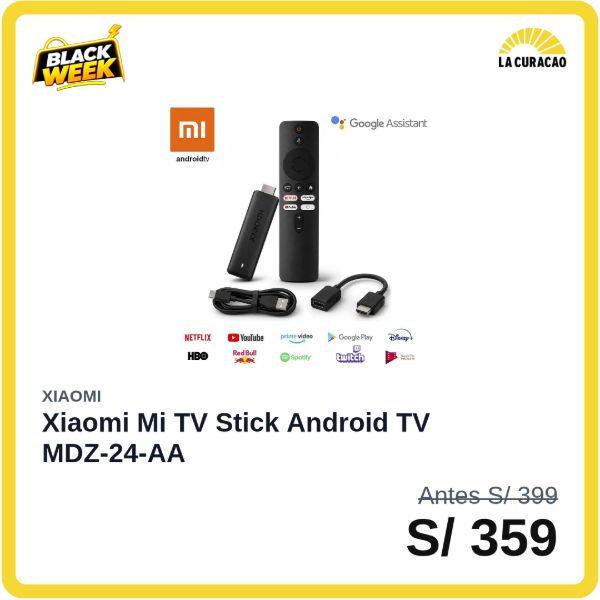 BLACK
WEEK
LA CURACAO
mi
androidtv
Google Assistant
XIAOMI
NETFLIX
YouTube
prime video
Google Play
Disney+
HBO
Red Bull
Spotify
twitch
XIAOMI
Xiaomi Mi TV Stick Android TV
MDZ-24-AA
Antes S/ 399
S/ 359